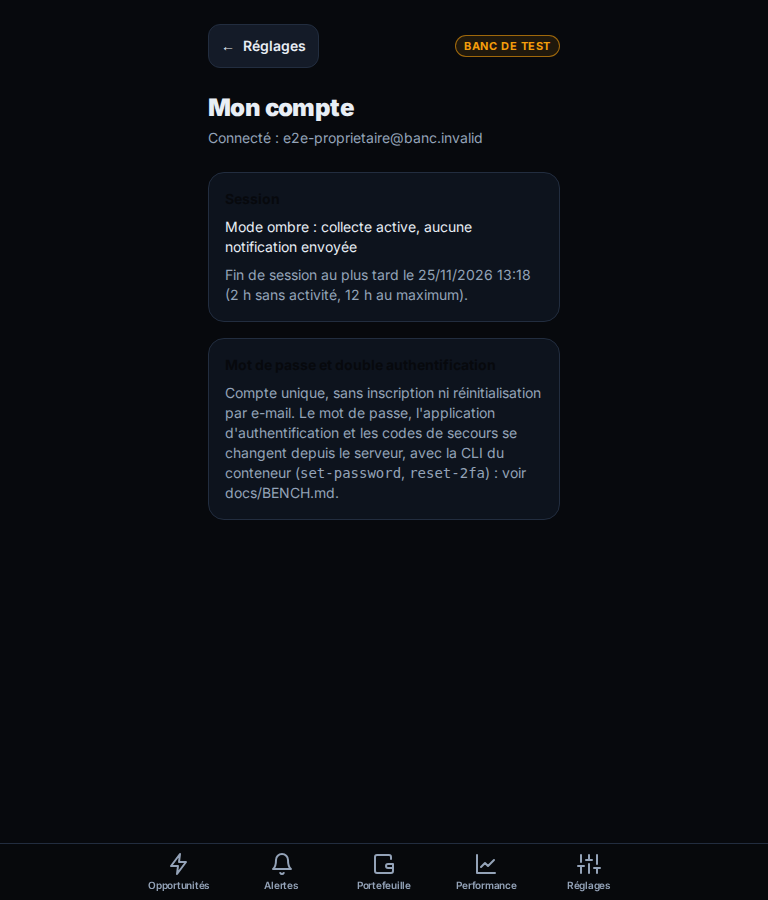 ← Réglages
BANC DE TEST
Mon compte
Connecté : e2e-proprietaire@banc.invalid
Session
Mode ombre : collecte active, aucune
notification envoyée
Fin de session au plus tard le 25/11/2026 13:18
(2 h sans activité, 12 h au maximum).
Mot de passe et double authentification
Compte unique, sans inscription ni réinitialisation
par e-mail. Le mot de passe, l'application
d'authentification et les codes de secours se
changent depuis le serveur, avec la CLI du
conteneur (set-password, reset-2fa) : voir
docs/BENCH.md.
Opportunités
Alertes
Portefeuille
Performance
Réglages